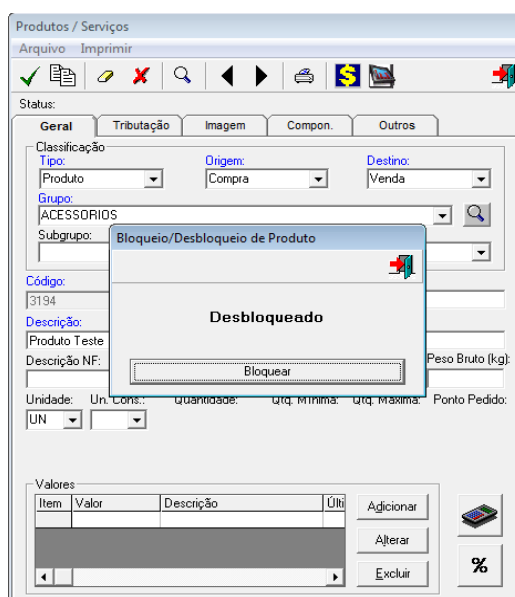 Produtos / Serviços
Arquivo Imprimir
Status:
Geral Tributação Imagem Compon. Outros
Classificação
Tipo: Origem: Destino:
Produto Compra Venda
Grupo:
ACESSORIOS
Subgrupo:
Bloqueio/Desbloqueio de Produto
Desbloqueado
Bloquear
Código:
3194
Descrição:
Produto Teste
Descrição NF: Peso Bruto (kg):
Unidade: Un. Cons.: Quantidade: Qtd. Mínima: Qtd. Máxima: Ponto Pedido:
UN
Valores
Item Valor Descrição Últi
Adicionar
Alterar
Excluir
%